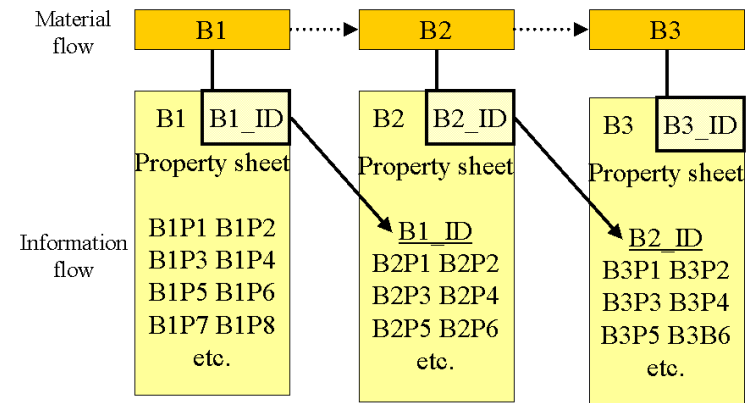 Material
flow
B1
B2
B3
B1 B1_ID
Property sheet
B1P1 B1P2
B1P3 B1P4
B1P5 B1P6
B1P7 B1P8
etc.
B2 B2_ID
Property sheet
B1_ID
B2P1 B2P2
B2P3 B2P4
B2P5 B2P6
etc.
B3 B3_ID
Property sheet
B2_ID
B3P1 B3P2
B3P3 B3P4
B3P5 B3B6
etc.
Information
flow